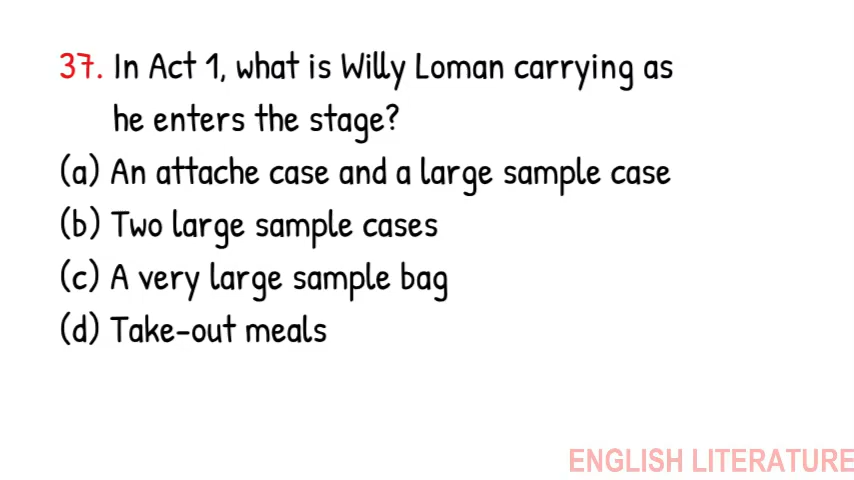 37. In Act 1, what is Willy Loman carrying as
he enters the stage?
(a) An attache case and a large sample case
(b) Two large sample cases
(c) A very large sample bag
(d) Take-out meals
ENGLISH LITERATURE